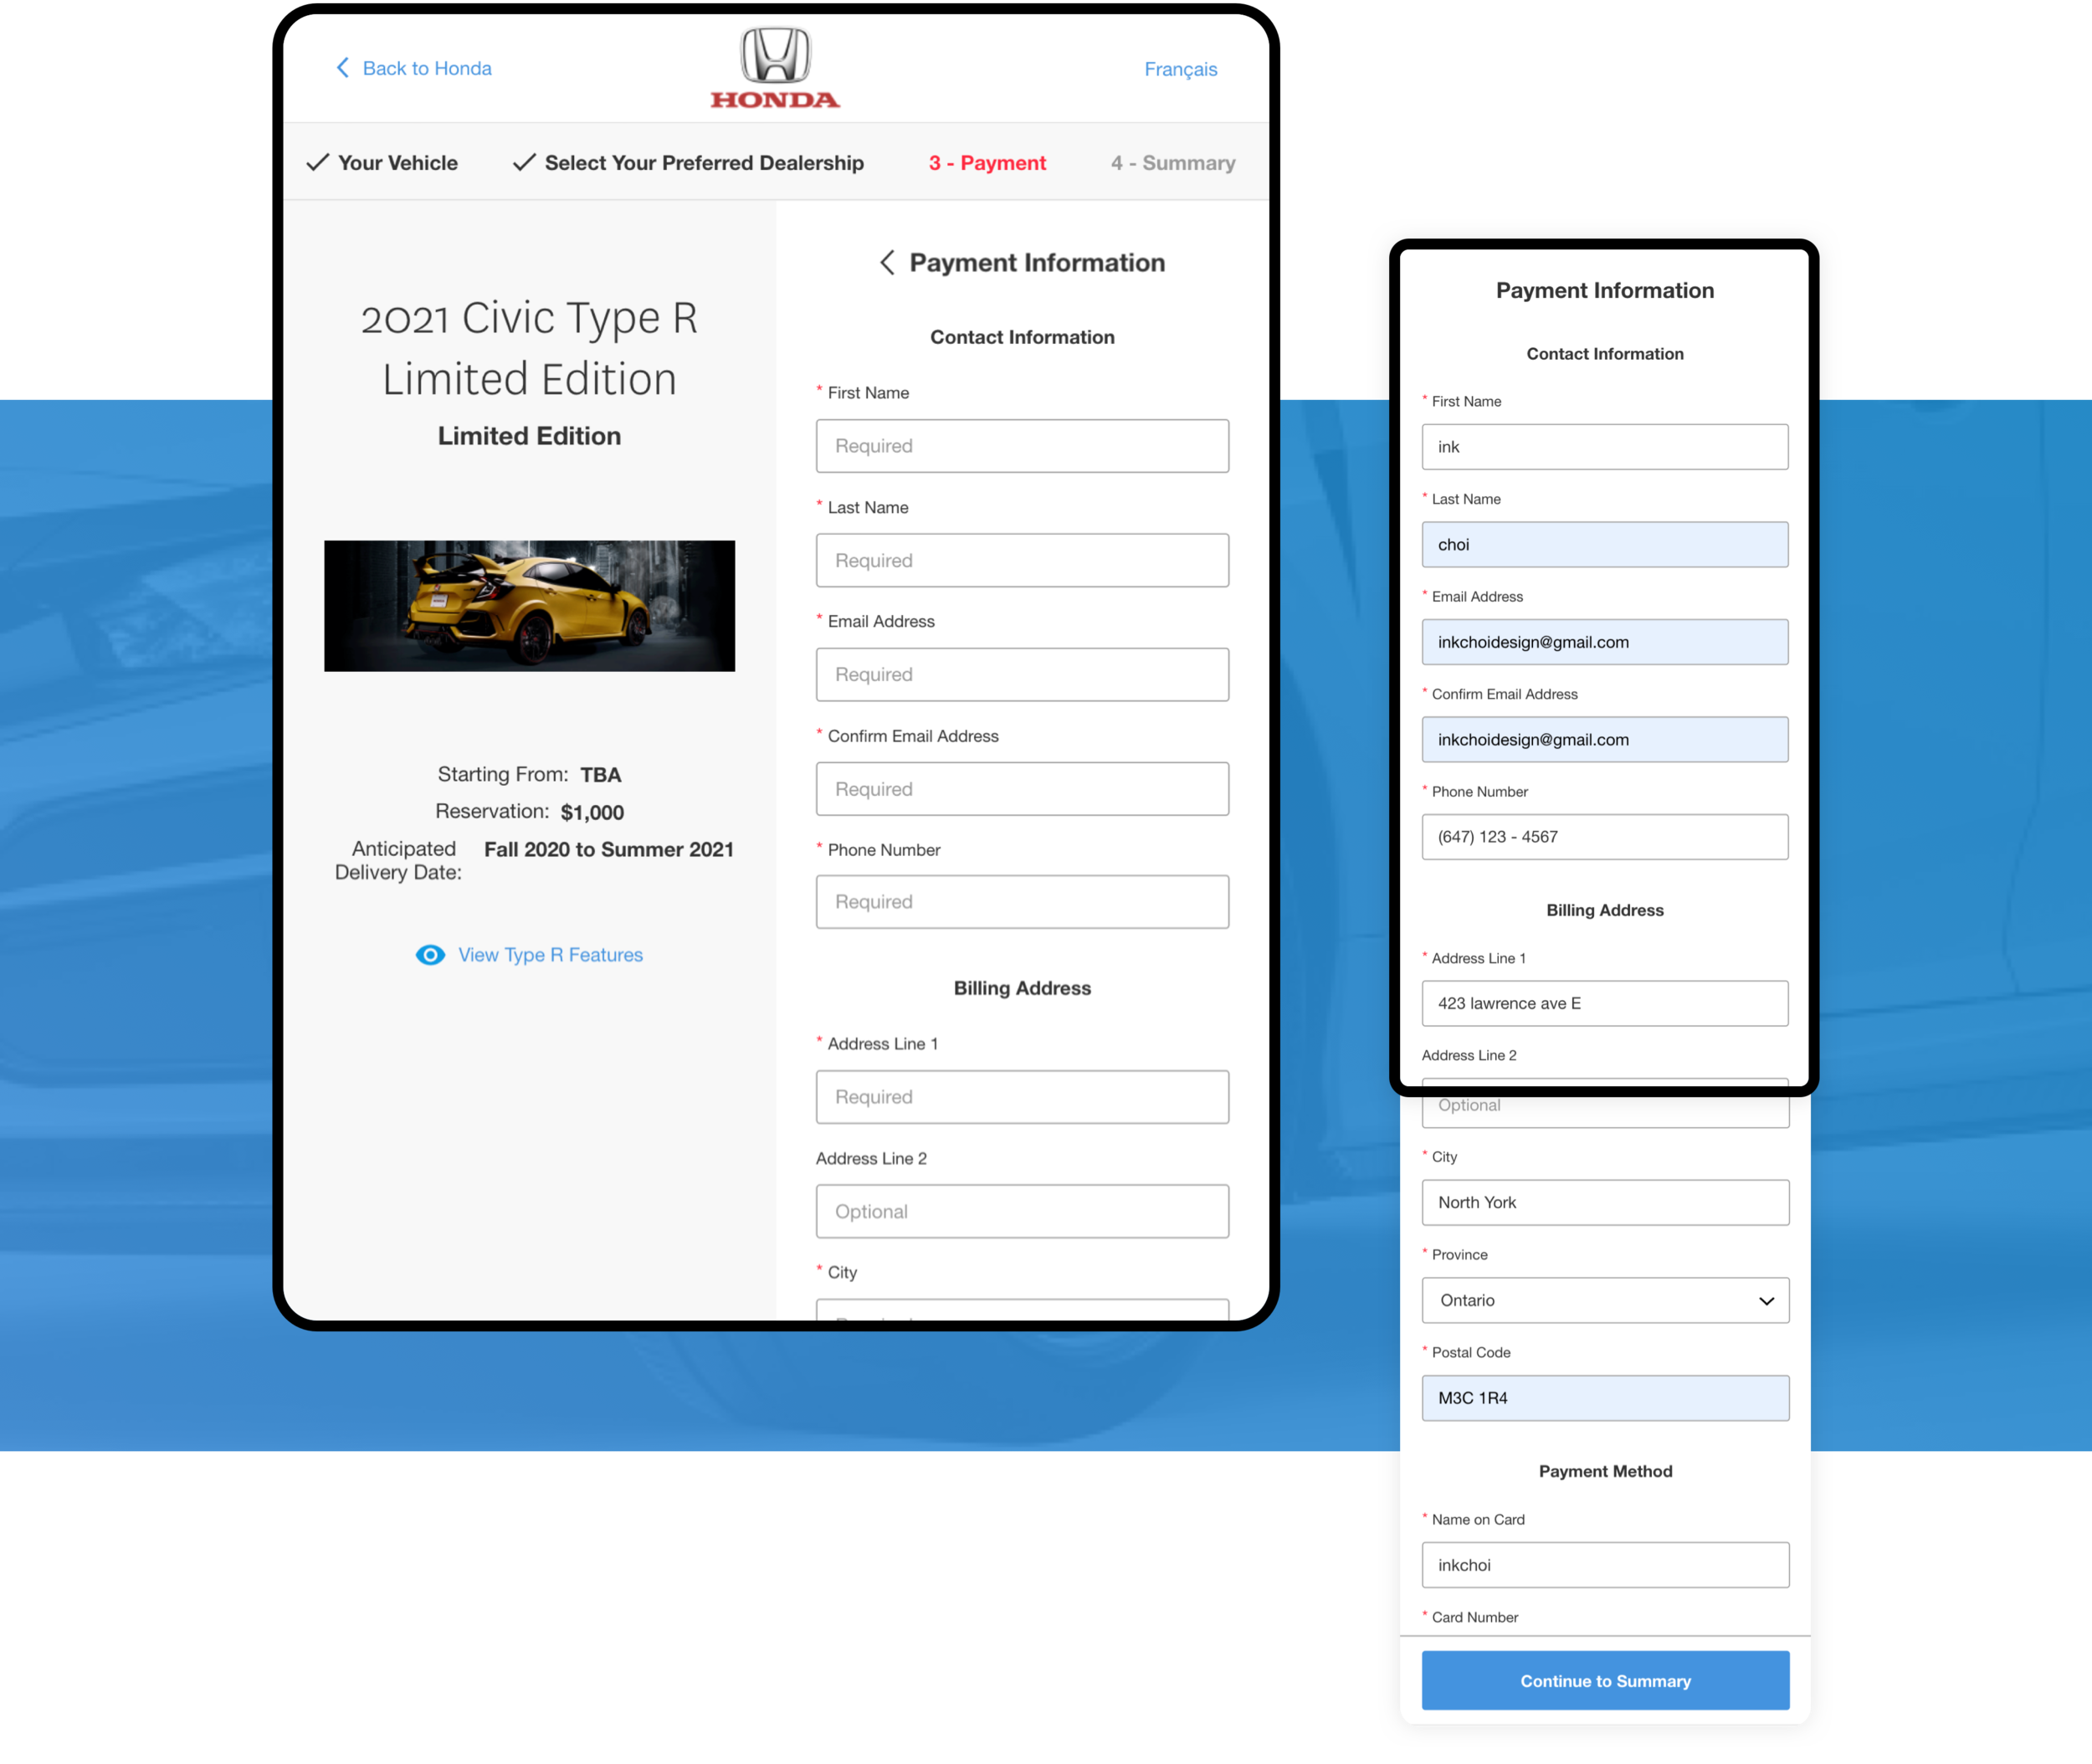 Back to Honda
HONDA
Français
Your Vehicle
Select Your Preferred Dealership
3 - Payment
4 - Summary
2021 Civic Type R
Limited Edition
Limited Edition
Starting From: TBA
Reservation: $1,000
Anticipated Delivery Date: Fall 2020 to Summer 2021
View Type R Features
Payment Information
Contact Information
* First Name
Required
* Last Name
Required
* Email Address
Required
* Confirm Email Address
Required
* Phone Number
Required
Billing Address
* Address Line 1
Required
Address Line 2
Optional
* City
Payment Information
Contact Information
* First Name
ink
* Last Name
choi
* Email Address
inkchoidesign@gmail.com
* Confirm Email Address
inkchoidesign@gmail.com
* Phone Number
(647) 123 - 4567
Billing Address
* Address Line 1
423 lawrence ave E
Address Line 2
Optional
* City
North York
* Province
Ontario
* Postal Code
M3C 1R4
Payment Method
* Name on Card
inkchoi
* Card Number
Continue to Summary